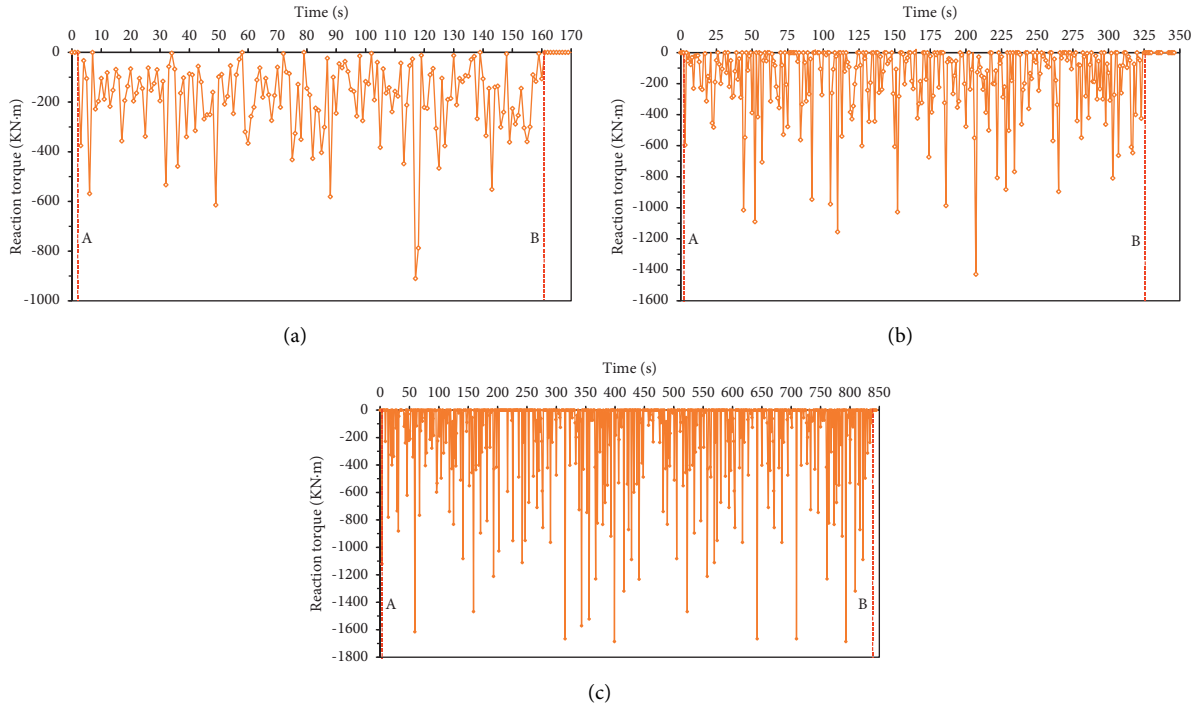 Time (s)
0 10 20 30 40 50 60 70 80 90 100 110 120 130 140 150 160 170
0
-200
-400
-600
-800
-1000
Reaction torque (KN·m)
A
B
(a)
Time (s)
0 25 50 75 100 125 150 175 200 225 250 275 300 325 350
0
-200
-400
-600
-800
-1000
-1200
-1400
-1600
Reaction torque (KN·m)
A
B
(b)
Time (s)
0 50 100 150 200 250 300 350 400 450 500 550 600 650 700 750 800 850
0
-200
-400
-600
-800
-1000
-1200
-1400
-1600
-1800
Reaction torque (KN·m)
A
B
(c)